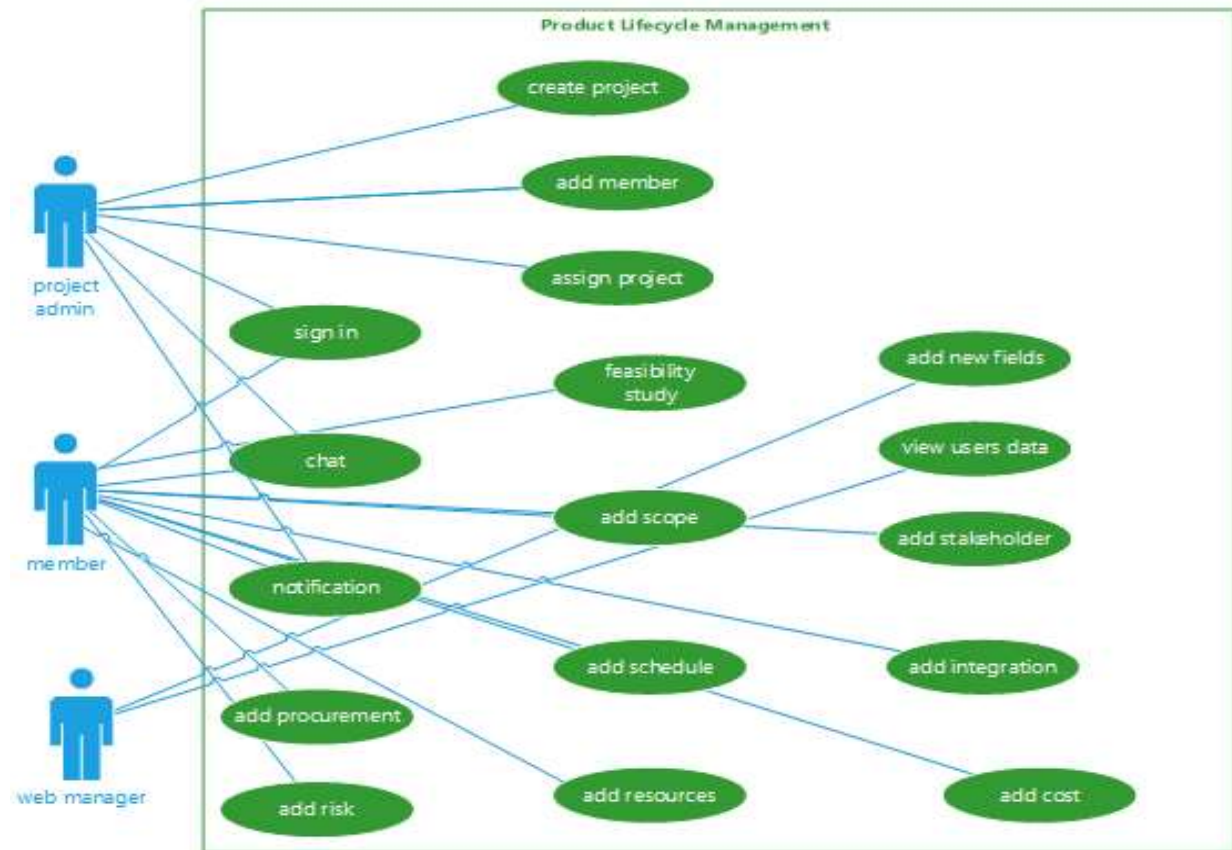 Product Lifecycle Management
create project
add member
assign project
project
admin
sign in
add new fields
feasibility
study
view users data
chat
add scope
add stakeholder
member
notification
add schedule
add integration
add procurement
web manager
add risk
add resources
add cost